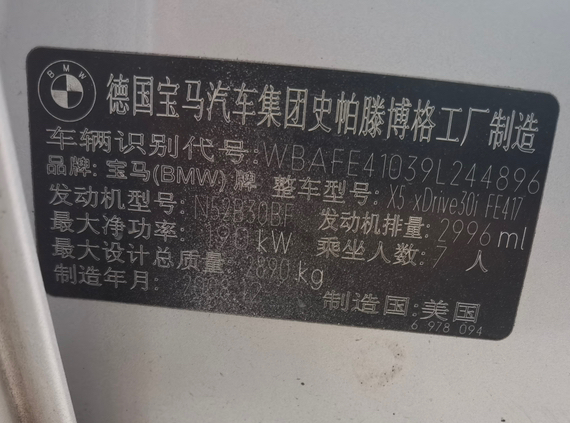 BMW
德国宝马汽车集团史帕滕博格工厂制造
车辆识别代号:WBAFE41039L244896
品牌:宝马(BMW)牌 整车型号:X5 xDrive30i FE417
发动机型号:N52B30BF 发动机排量:2996ml
最大净功率: kW 乘坐人数:7 人
最大设计总质量:2890kg
制造年月:
制造国:美国
6 978 094